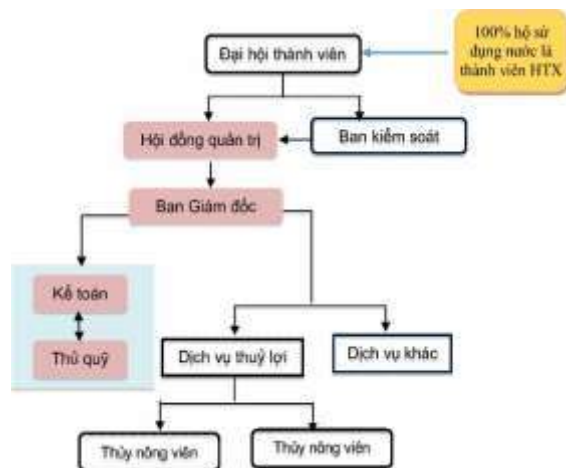 100% hộ sử
dụng nước là
thành viên HTX
Đại hội thành viên
Hội đồng quản trị
Ban kiểm soát
Ban Giám đốc
Kế toán
Thủ quỹ
Dịch vụ thuỷ lợi
Dịch vụ khác
Thủy nông viên
Thủy nông viên